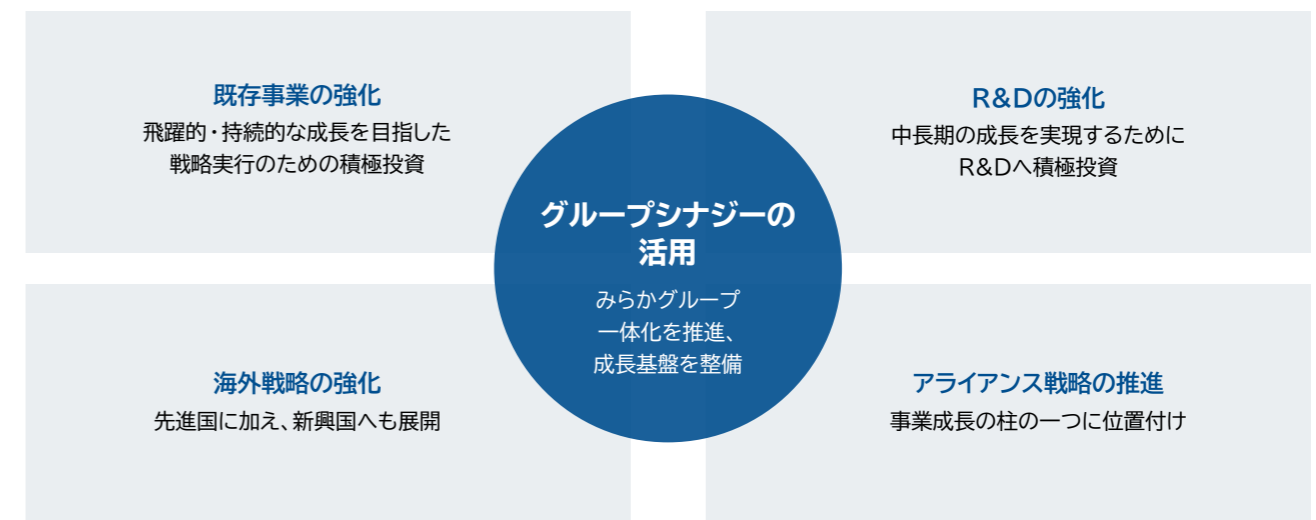 既存事業の強化
飛躍的・持続的な成長を目指した
戦略実行のための積極投資
R&Dの強化
中長期の成長を実現するために
R&Dへ積極投資
グループシナジーの
活用
みらかグループ
一体化を推進、
成長基盤を整備
海外戦略の強化
先進国に加え、新興国へも展開
アライアンス戦略の推進
事業成長の柱の一つに位置付け